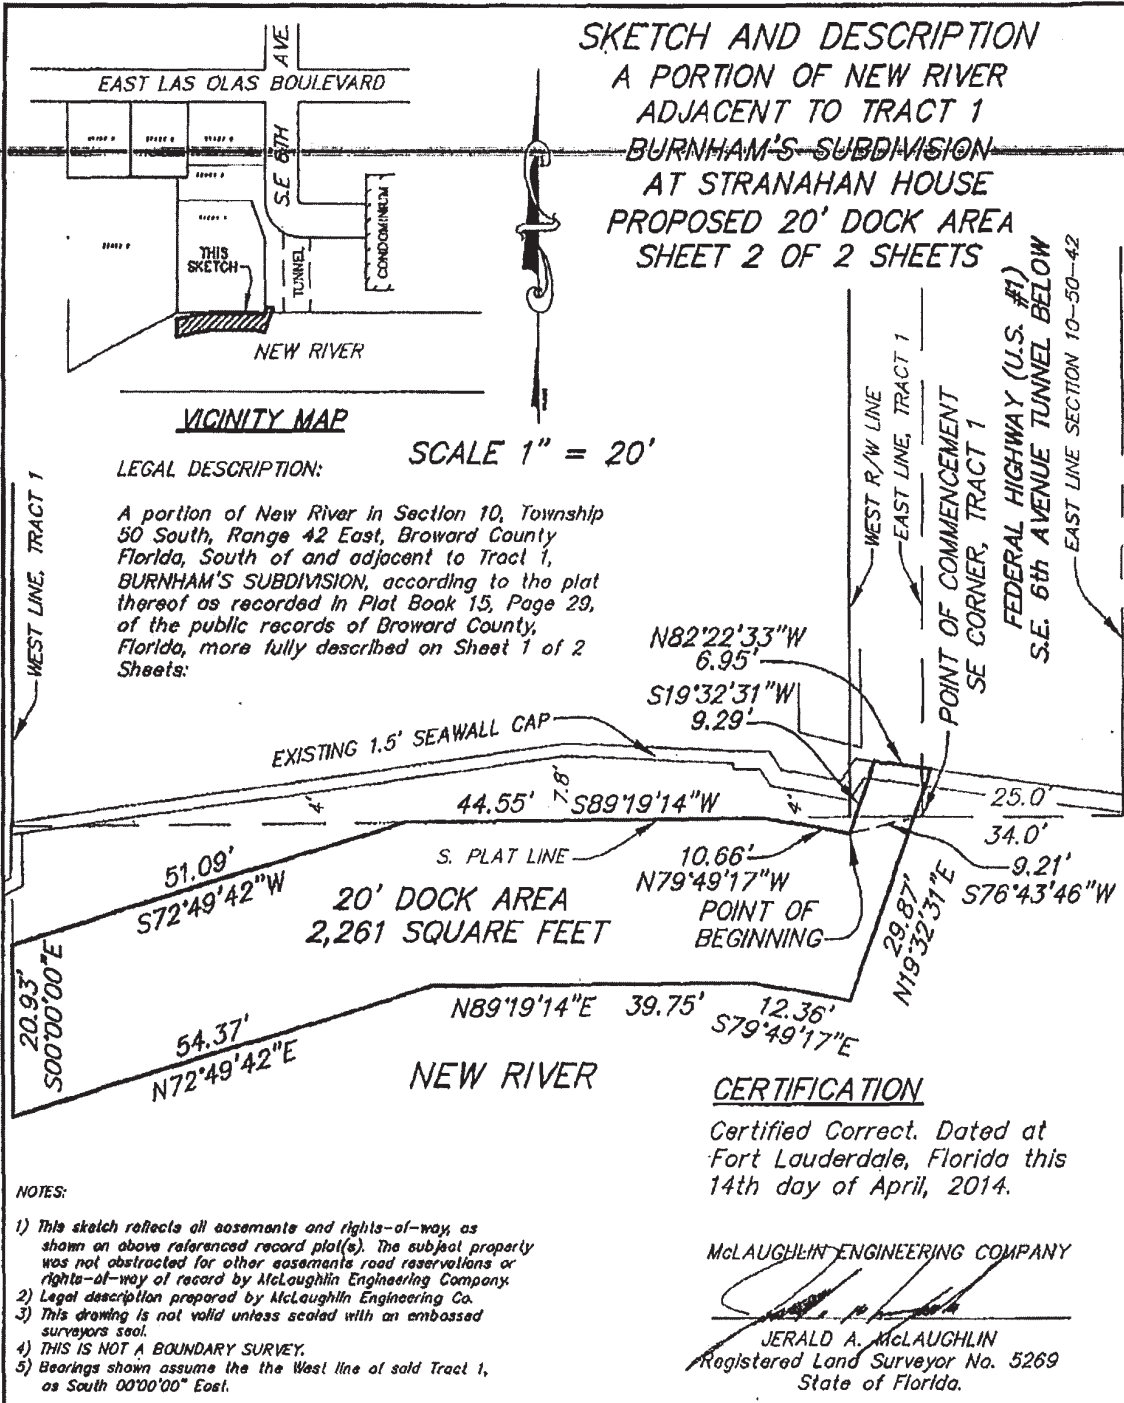 SKETCH AND DESCRIPTION
A PORTION OF NEW RIVER
ADJACENT TO TRACT 1
BURNHAM'S SUBDIVISION
AT STRANAHAN HOUSE
PROPOSED 20' DOCK AREA
SHEET 2 OF 2 SHEETS
EAST LAS OLAS BOULEVARD
S.E 6TH AVE.
THIS
SKETCH
TUNNEL
CONDOMINIUM
NEW RIVER
VICINITY MAP
SCALE 1" = 20'
LEGAL DESCRIPTION:
A portion of New River in Section 10, Township
50 South, Range 42 East, Broward County
Florida, South of and adjacent to Tract 1,
BURNHAM'S SUBDIVISION, according to the plat
thereof as recorded in Plat Book 15, Page 29,
of the public records of Broward County,
Florida, more fully described on Sheet 1 of 2
Sheets:
WEST LINE, TRACT 1
WEST R/W LINE
EAST LINE, TRACT 1
POINT OF COMMENCEMENT
SE CORNER, TRACT 1
FEDERAL HIGHWAY (U.S. #1)
S.E. 6th AVENUE TUNNEL BELOW
EAST LINE SECTION 10-50-42
N82°22'33"W
6.95'
S19°32'31"W
9.29'
EXISTING 1.5' SEAWALL CAP
4'
7.8'
4'
44.55'
S89°19'14"W
25.0'
34.0'
S. PLAT LINE
10.66'
N79°49'17"W
9.21'
S76°43'46"W
51.09'
S72°49'42"W
20' DOCK AREA
2,261 SQUARE FEET
POINT OF
BEGINNING
29.87'
N19°32'31"E
20.93'
S00°00'00"E
N89°19'14"E 39.75'
12.36'
S79°49'17"E
54.37'
N72°49'42"E
NEW RIVER
CERTIFICATION
Certified Correct. Dated at
Fort Lauderdale, Florida this
14th day of April, 2014.
NOTES:
1) This sketch reflects all easements and rights-of-way, as
shown on above referenced record plat(s). The subject property
was not abstracted for other easements road reservations or
rights-of-way of record by McLaughlin Engineering Company.
2) Legal description prepared by McLaughlin Engineering Co.
3) This drawing is not valid unless sealed with an embossed
surveyors seal.
4) THIS IS NOT A BOUNDARY SURVEY.
5) Bearings shown assume the the West line of said Tract 1,
as South 00°00'00" East.
McLAUGHLIN ENGINEERING COMPANY
JERALD A. McLAUGHLIN
Registered Land Surveyor No. 5269
State of Florida.